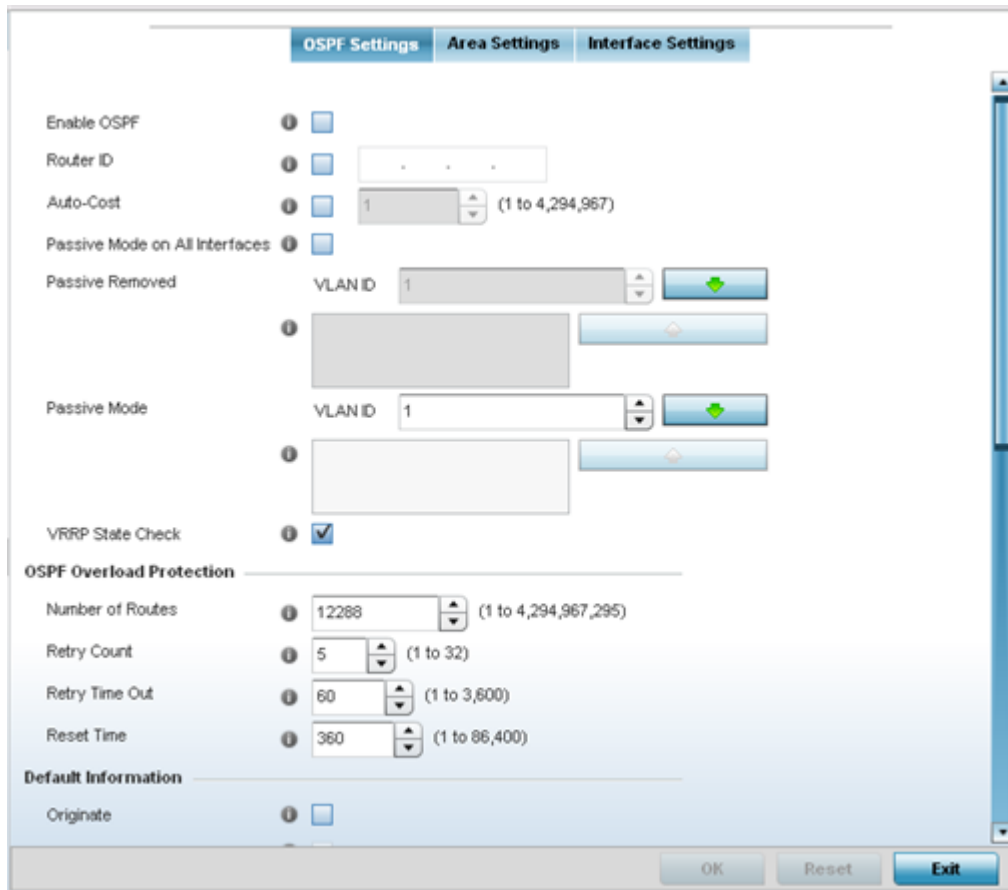 OSPF Settings Area Settings Interface Settings
Enable OSPF
Router ID . . .
Auto-Cost 1 (1 to 4,294,967)
Passive Mode on All Interfaces
Passive Removed VLAN ID 1
Passive Mode VLAN ID 1
VRRP State Check
OSPF Overload Protection
Number of Routes 12288 (1 to 4,294,967,295)
Retry Count 5 (1 to 32)
Retry Time Out 60 (1 to 3,600)
Reset Time 360 (1 to 86,400)
Default Information
Originate
OK Reset Exit